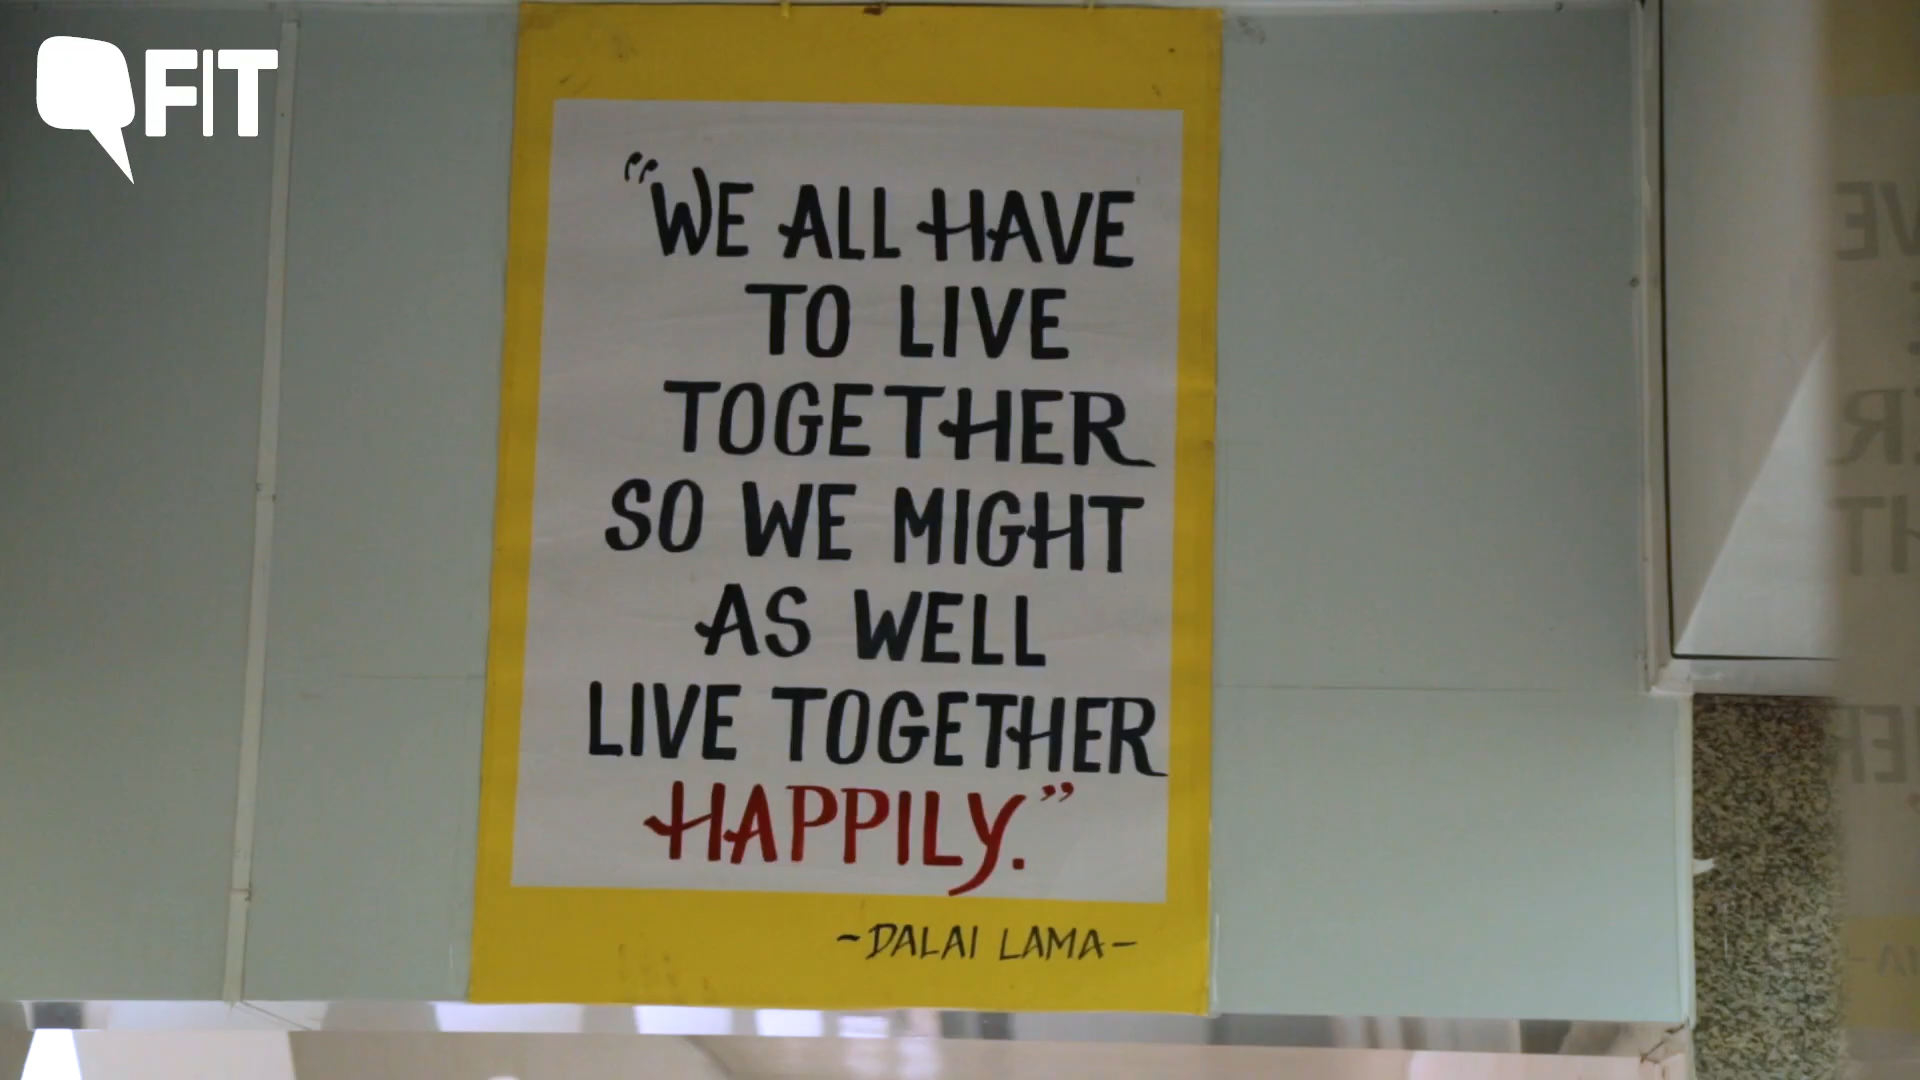 FIT
“WE ALL HAVE
TO LIVE
TOGETHER
SO WE MIGHT
AS WELL
LIVE TOGETHER
HAPPILY.”
-DALAI LAMA-